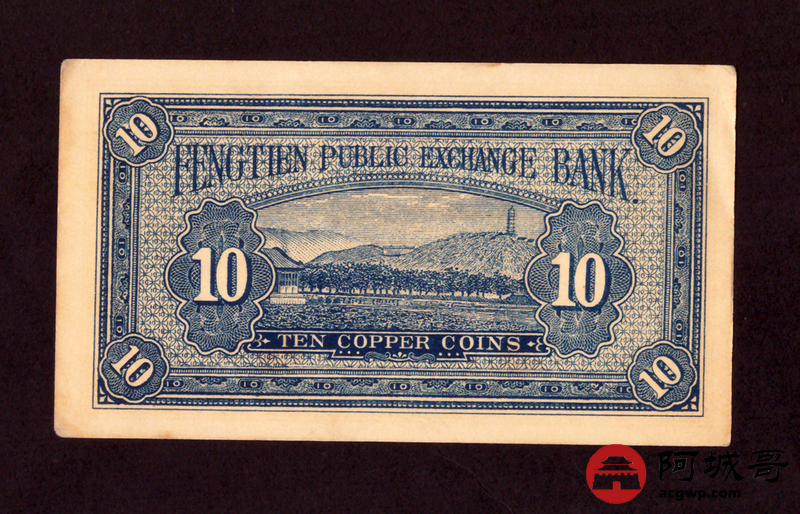 10 10
FENGTIEN PUBLIC EXCHANGE BANK.
10 10
TEN COPPER COINS
10 10
阿城哥
acgwp.com